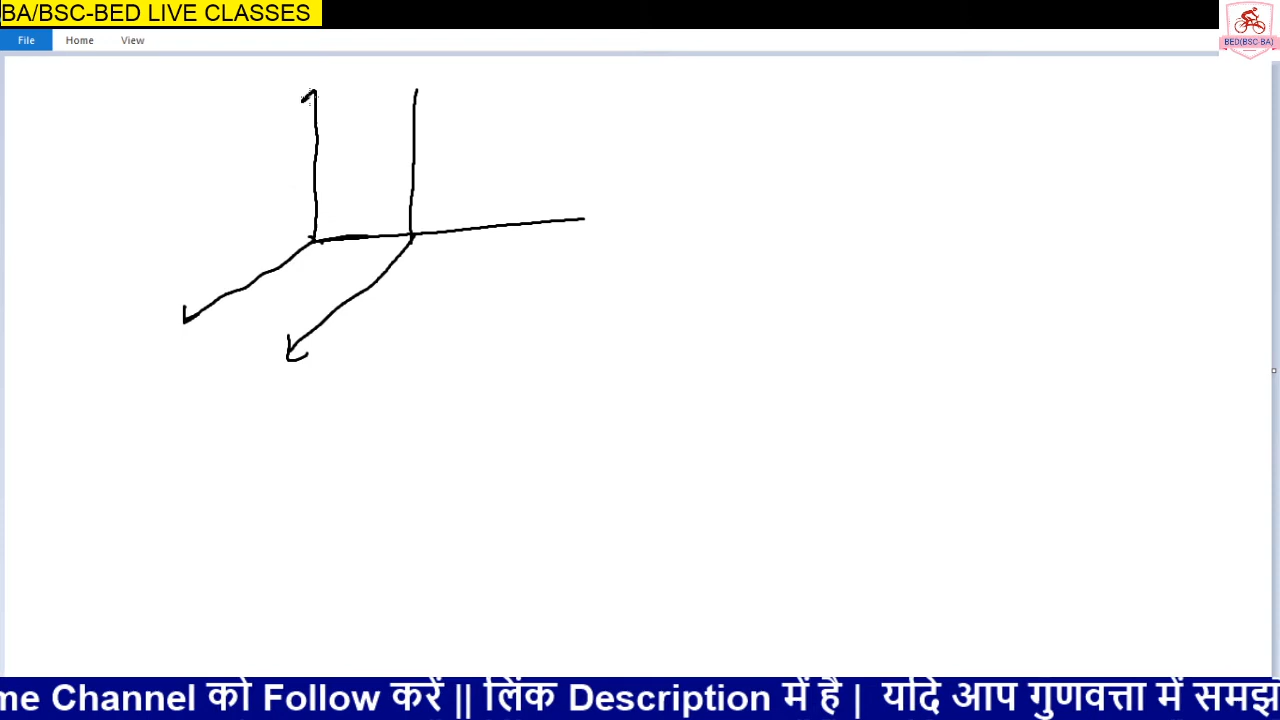 BA/BSC-BED LIVE CLASSES
BED(BSC-BA)
File Home View
me Channel को Follow करें || लिंक Description में है | यदि आप गुणवत्ता में समझ